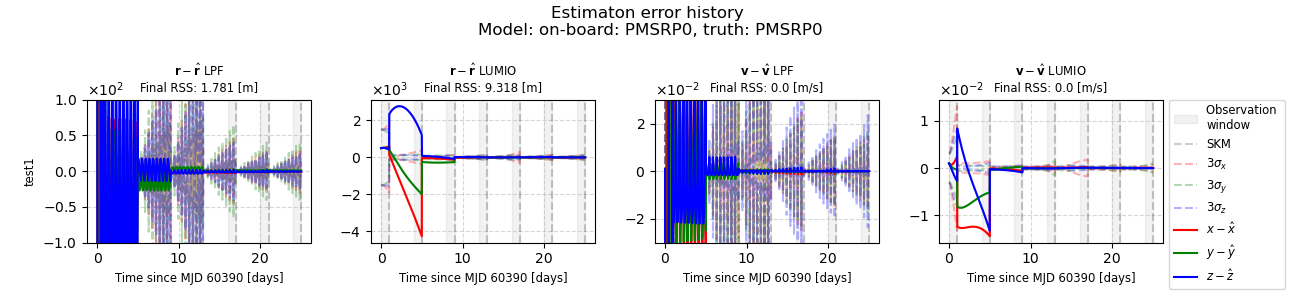 Estimaton error history
Model: on-board: PMSRP0, truth: PMSRP0
r − r̂ LPF
Final RSS: 1.781 [m]
×10²
1.0
0.5
0.0
−0.5
−1.0
test1
0
10
20
Time since MJD 60390 [days]
r − r̂ LUMIO
Final RSS: 9.318 [m]
×10³
2
0
−2
−4
0
10
20
Time since MJD 60390 [days]
v − v̂ LPF
Final RSS: 0.0 [m/s]
×10⁻²
2
0
−2
0
10
20
Time since MJD 60390 [days]
v − v̂ LUMIO
Final RSS: 0.0 [m/s]
×10⁻²
1
0
−1
0
10
20
Time since MJD 60390 [days]
Observation
window
SKM
3σₓ
3σ_y
3σ_z
x − x̂
y − ŷ
z − ẑ